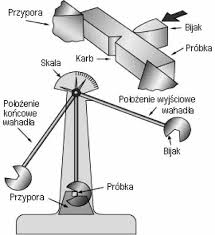 Przypora
Bijak
Karb
Próbka
Skala
Położenie
końcowe
wahadła
Położenie wyjściowe
wahadła
Bijak
Próbka
Przypora